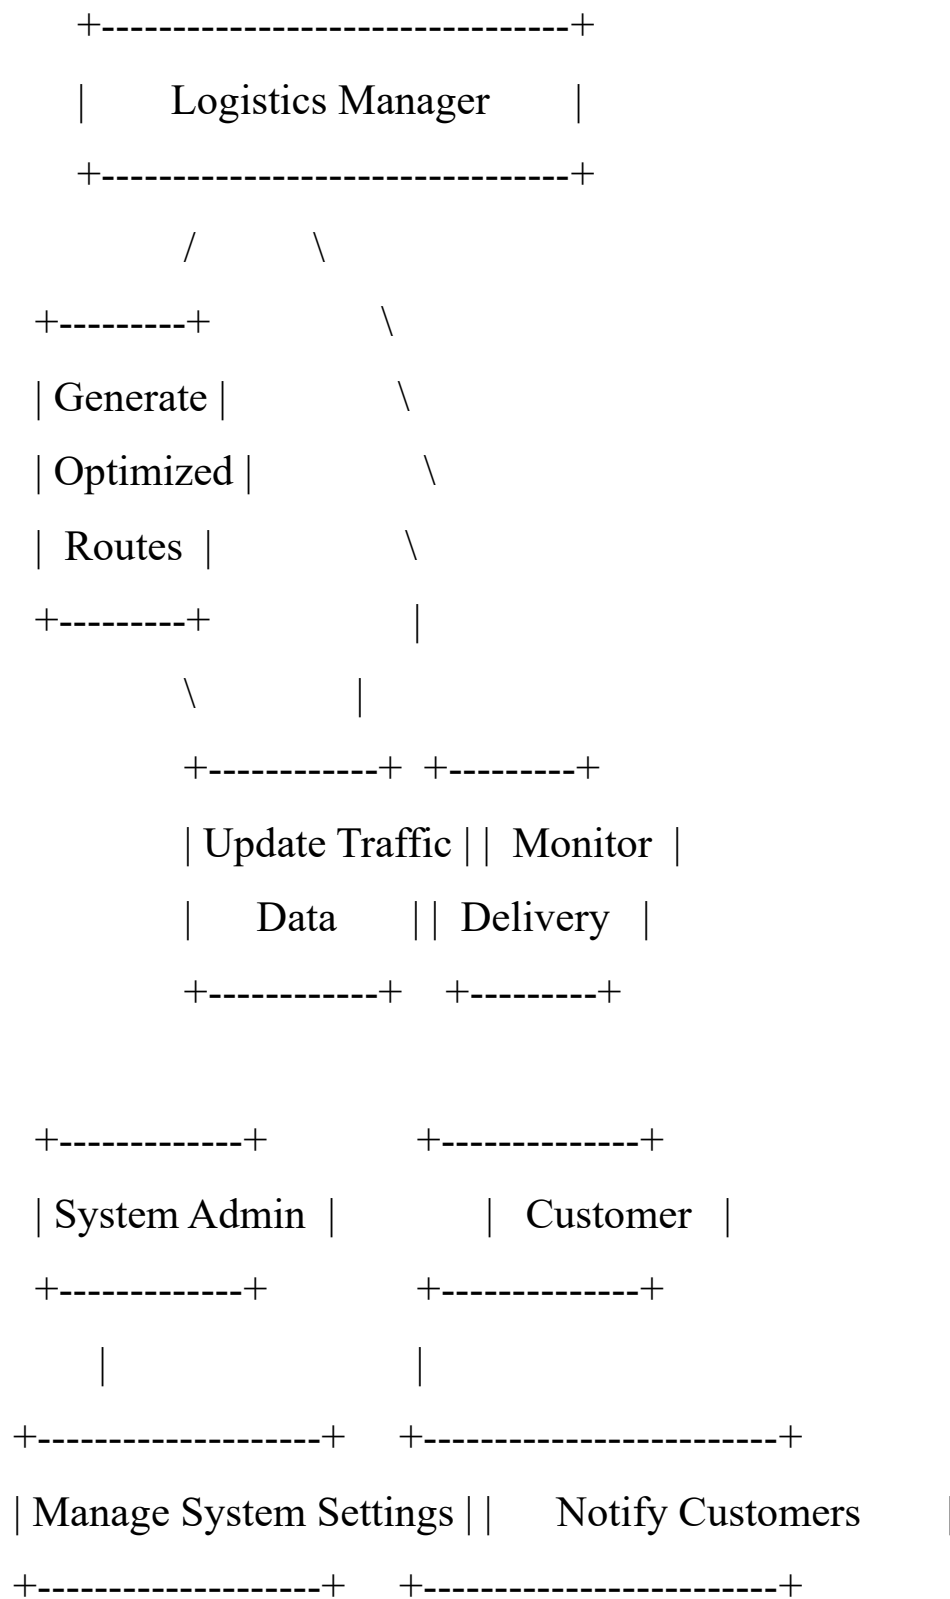 +---------------------------------+
|        Logistics Manager        |
+---------------------------------+
/           \
+---------+                \
| Generate |                \
| Optimized |                \
|  Routes  |                  \
+---------+                   |
\               |
+------------+  +---------+
| Update Traffic | |  Monitor  |
|      Data       | |  Delivery   |
+------------+    +---------+
+-------------+              +--------------+
| System Admin  |              |   Customer   |
+-------------+              +--------------+
|                             |
+--------------------+     +-------------------------+
| Manage System Settings | |      Notify Customers        |
+--------------------+     +-------------------------+